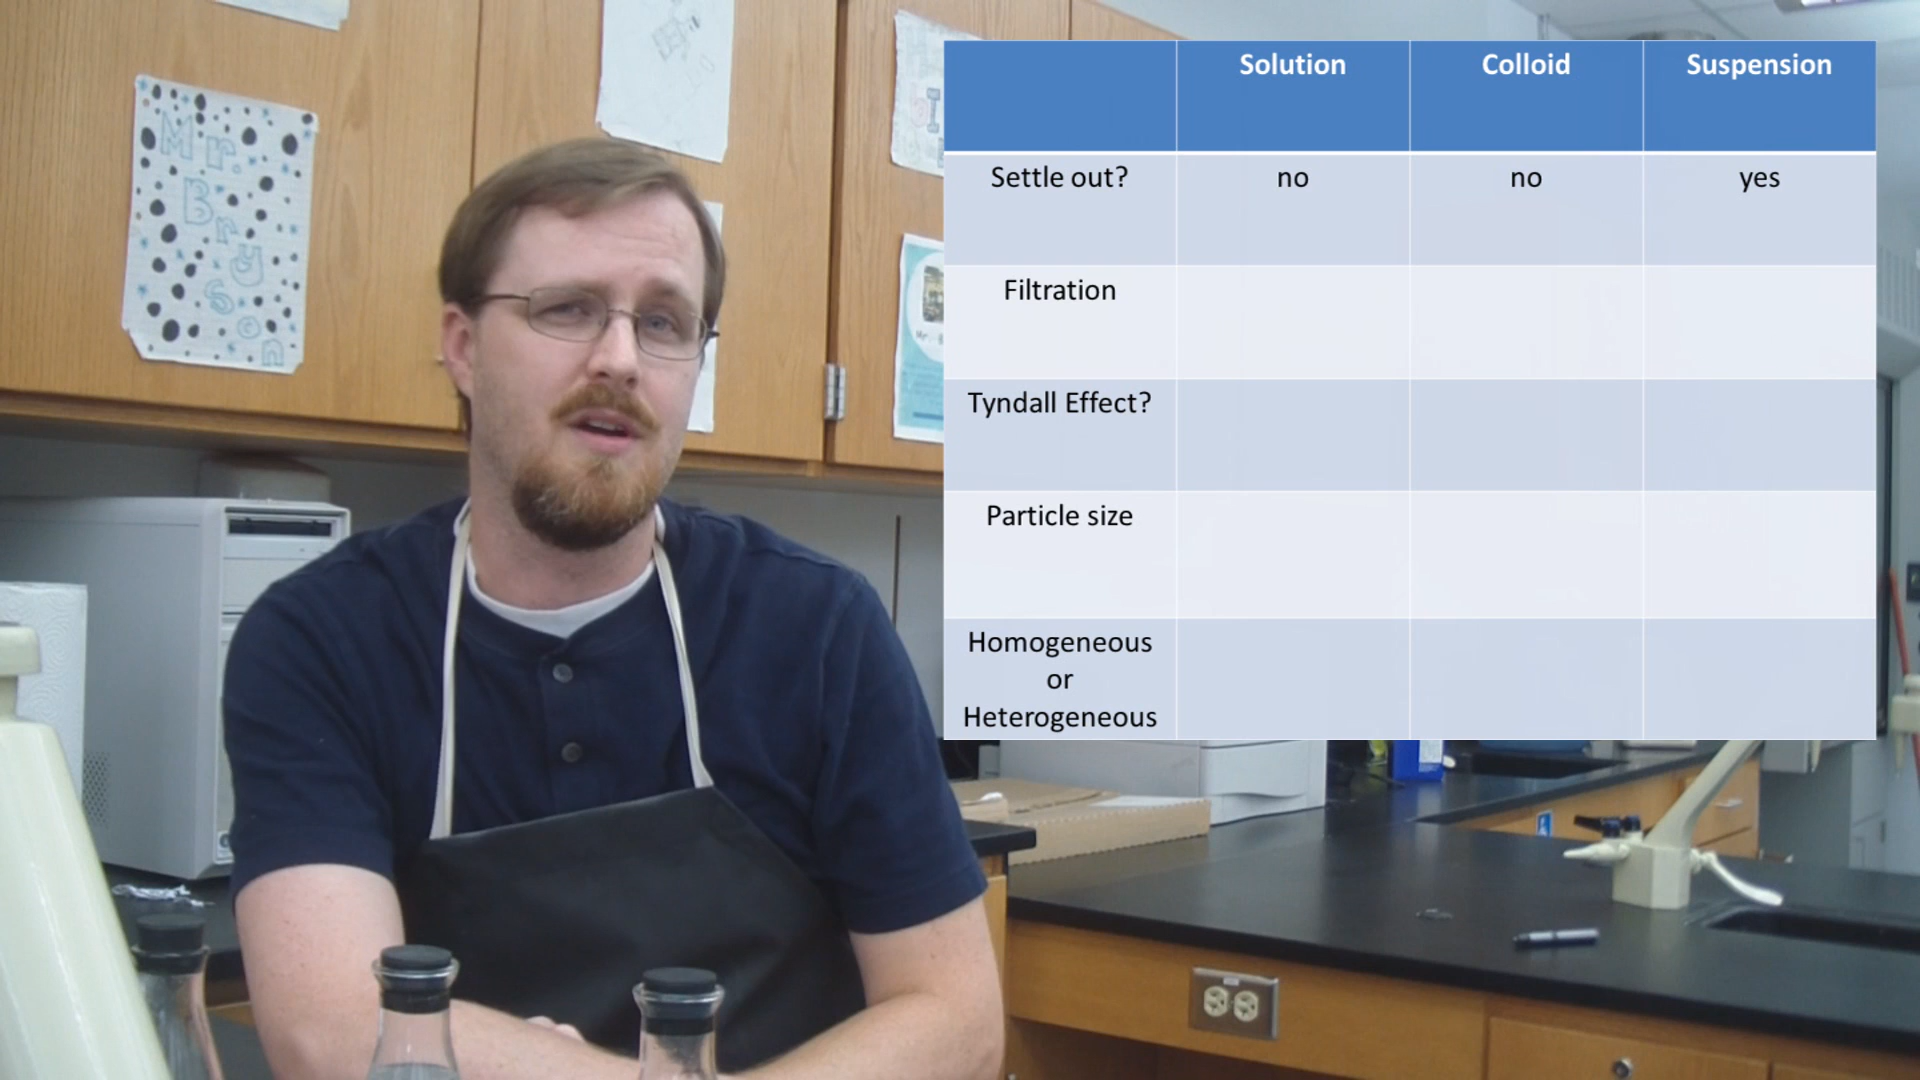 Mr.
Bryson
Solution Colloid Suspension
Settle out? no no yes
Filtration
Tyndall Effect?
Particle size
Homogeneous
or
Heterogeneous